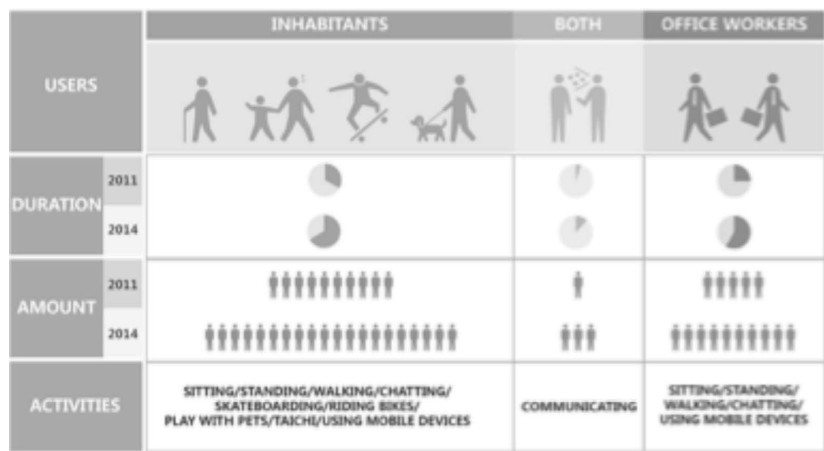 INHABITANTS BOTH OFFICE WORKERS
USERS
DURATION
2011
2014
AMOUNT
2011
2014
ACTIVITIES
SITTING/STANDING/WALKING/CHATTING/
SKATEBOARDING/RIDING BIKES/
PLAY WITH PETS/TAICHI/USING MOBILE DEVICES
COMMUNICATING
SITTING/STANDING/
WALKING/CHATTING/
USING MOBILE DEVICES